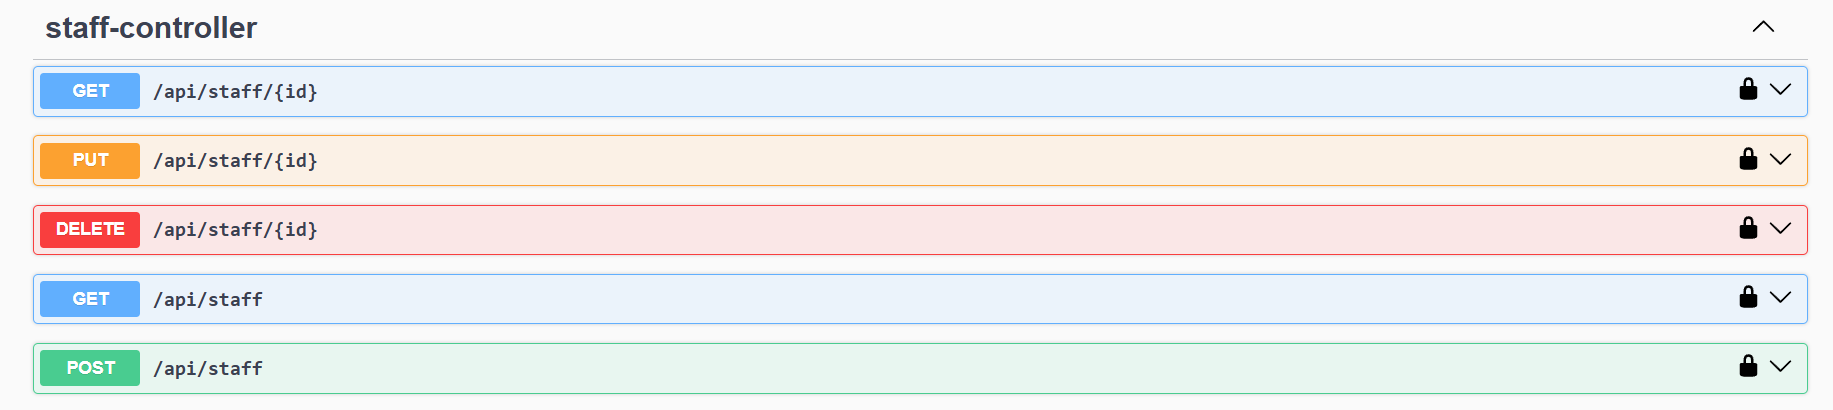 staff-controller
GET /api/staff/{id}
PUT /api/staff/{id}
DELETE /api/staff/{id}
GET /api/staff
POST /api/staff